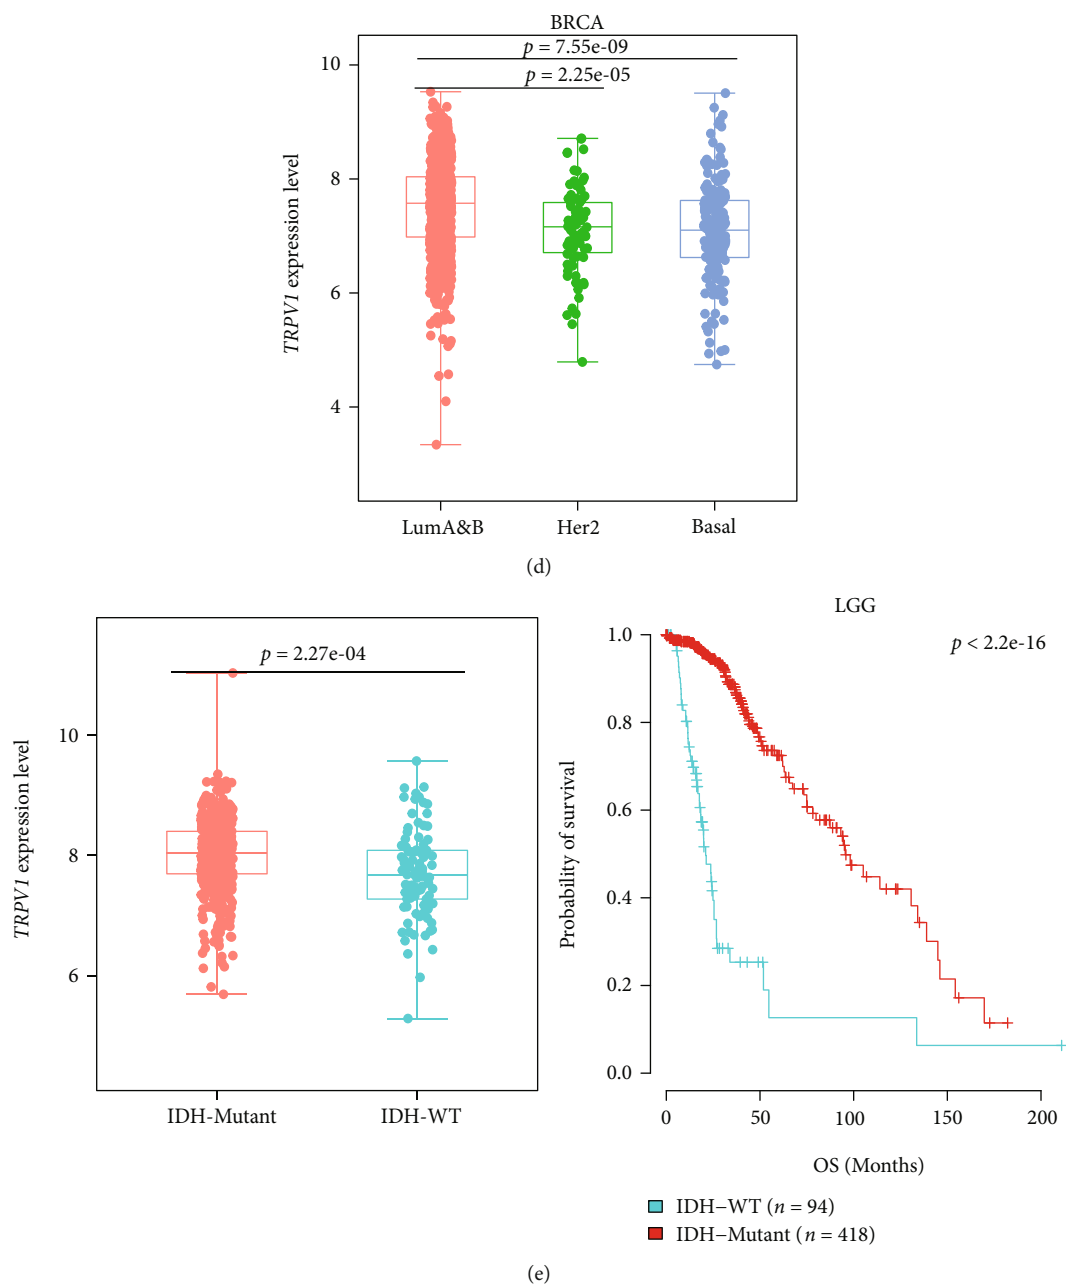 BRCA
p = 7.55e-09
p = 2.25e-05
10
8
6
4
TRPV1 expression level
LumA&B
Her2
Basal
(d)
p = 2.27e-04
10
8
6
TRPV1 expression level
IDH-Mutant
IDH-WT
LGG
p < 2.2e-16
1.0
0.8
0.6
0.4
0.2
0.0
Probability of survival
0
50
100
150
200
OS (Months)
IDH−WT (n = 94)
IDH−Mutant (n = 418)
(e)